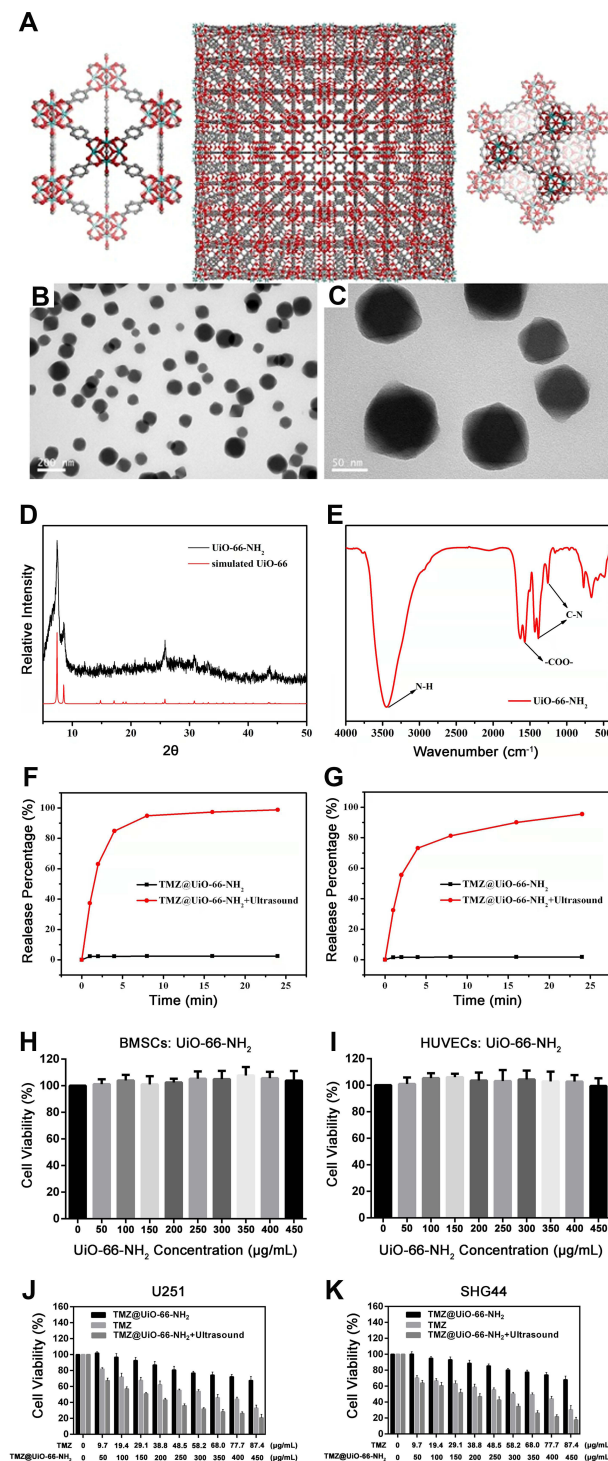 A
B
200 nm
C
50 nm
D
UiO-66-NH₂
simulated UiO-66
Relative Intensity
10 20 30 40 50
2θ
E
C-N
-COO-
N-H
UiO-66-NH₂
4000 3500 1500 1000 500
Wavenumber (cm⁻¹)
F
Realease Percentage (%)
100
80
60
40
20
0
TMZ@UiO-66-NH₂
TMZ@UiO-66-NH₂+Ultrasound
0 5 10 15 20 25
Time (min)
G
Realease Percentage (%)
100
80
60
40
20
0
TMZ@UiO-66-NH₂
TMZ@UiO-66-NH₂+Ultrasound
0 5 10 15 20 25
Time (min)
H
BMSCs: UiO-66-NH₂
Cell Viability (%)
120
100
80
60
40
20
0
0 50 100 150 200 250 300 350 400 450
UiO-66-NH₂ Concentration (μg/mL)
I
HUVECs: UiO-66-NH₂
Cell Viability (%)
120
100
80
60
40
20
0
0 50 100 150 200 250 300 350 400 450
UiO-66-NH₂ Concentration (μg/mL)
J
U251
Cell Viability (%)
160
140
120
100
80
60
40
20
0
TMZ@UiO-66-NH₂
TMZ
TMZ@UiO-66-NH₂+Ultrasound
TMZ 0 9.7 19.4 29.1 38.8 48.5 58.2 68.0 77.7 87.4 (μg/mL)
TMZ@UiO-66-NH₂ 0 50 100 150 200 250 300 350 400 450 (μg/mL)
K
SHG44
Cell Viability (%)
160
140
120
100
80
60
40
20
0
TMZ@UiO-66-NH₂
TMZ
TMZ@UiO-66-NH₂+Ultrasound
TMZ 0 9.7 19.4 29.1 38.8 48.5 58.2 68.0 77.7 87.4 (μg/mL)
TMZ@UiO-66-NH₂ 0 50 100 150 200 250 300 350 400 450 (μg/mL)